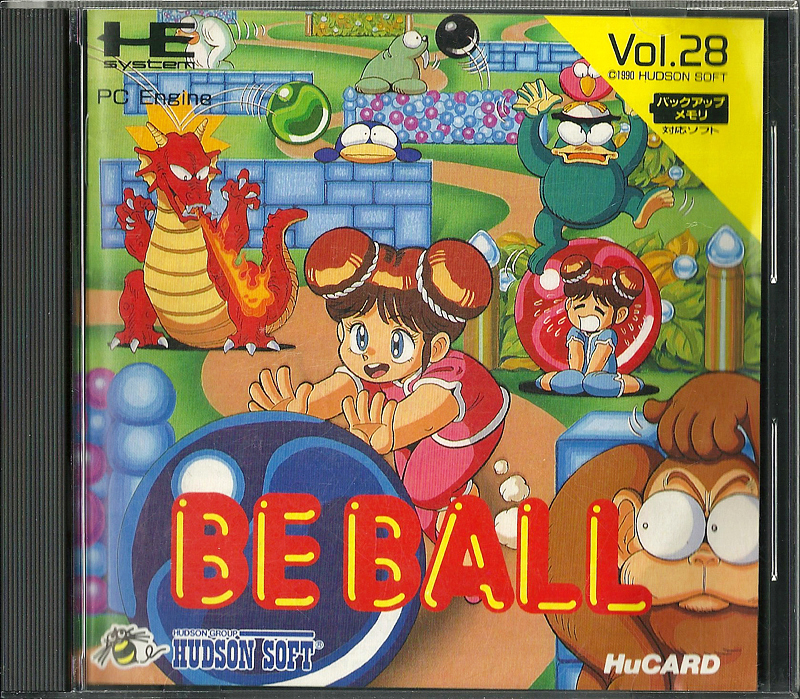 HE
system
PC Engine
Vol.28
©1990 HUDSON SOFT
バックアップ
メモリ
対応ソフト
BE BALL
HUDSON GROUP
HUDSON SOFT®
HuCARD